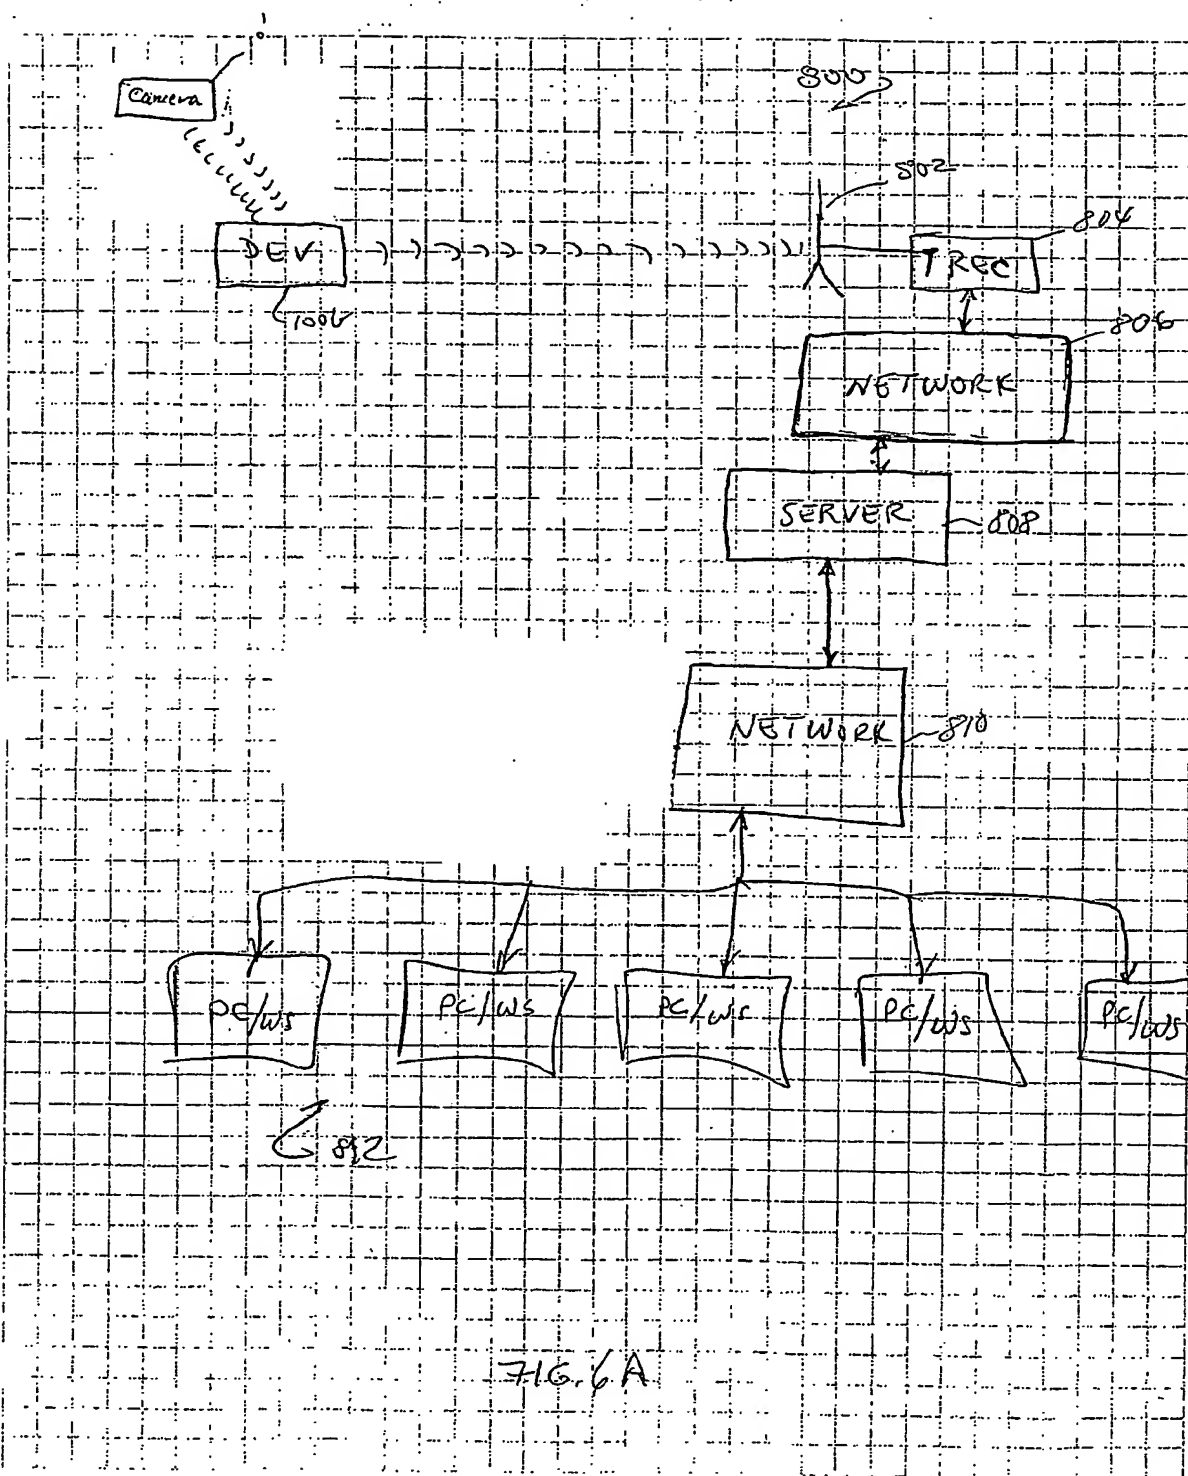 Camera
800
802
804
DEV
TREC
806
NETWORK
SERVER
808
NETWORK
810
PC/WS
PC/WS
PC/WS
PC/WS
PC/WS
812
FIG. 6A